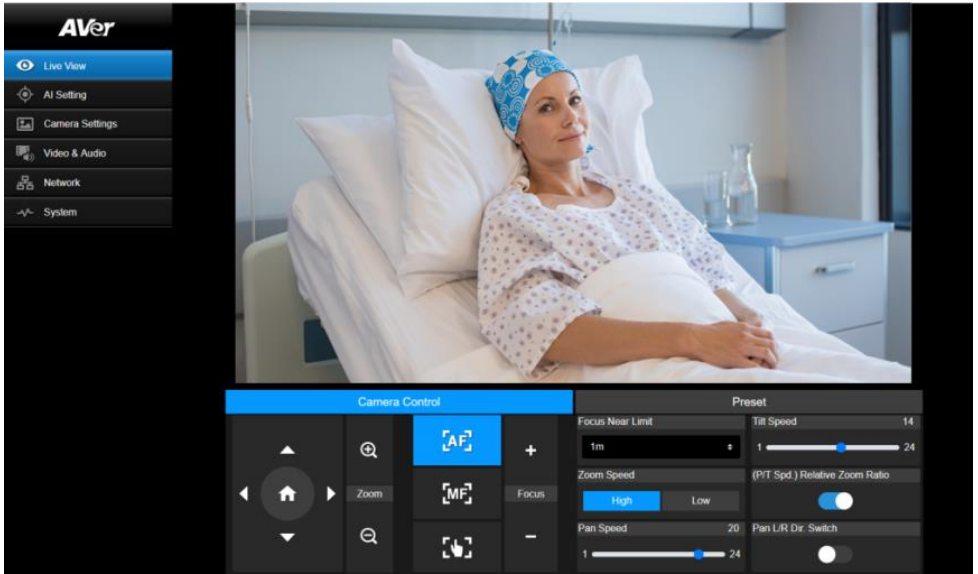 AVer
Live View
AI Setting
Camera Settings
Video & Audio
Network
System
Camera Control
Preset
Zoom
AF
MF
Focus
Focus Near Limit
1m
Zoom Speed
High Low
Pan Speed 20
1 24
Tilt Speed 14
1 24
(P/T Spd.) Relative Zoom Ratio
Pan L/R Dir. Switch